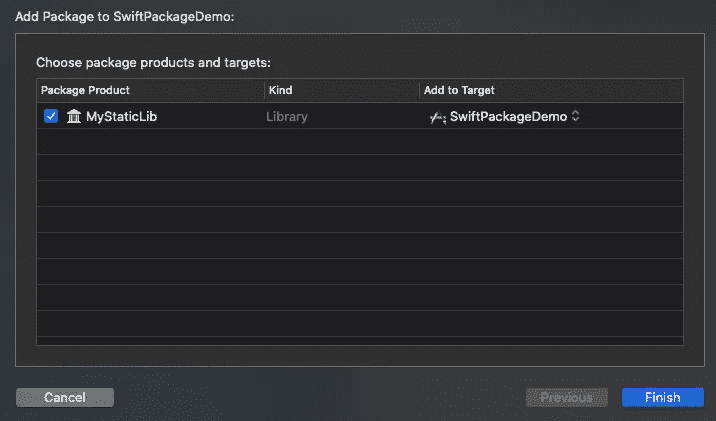 Add Package to SwiftPackageDemo:
Choose package products and targets:
Package Product Kind Add to Target
MyStaticLib Library SwiftPackageDemo
Cancel Previous Finish